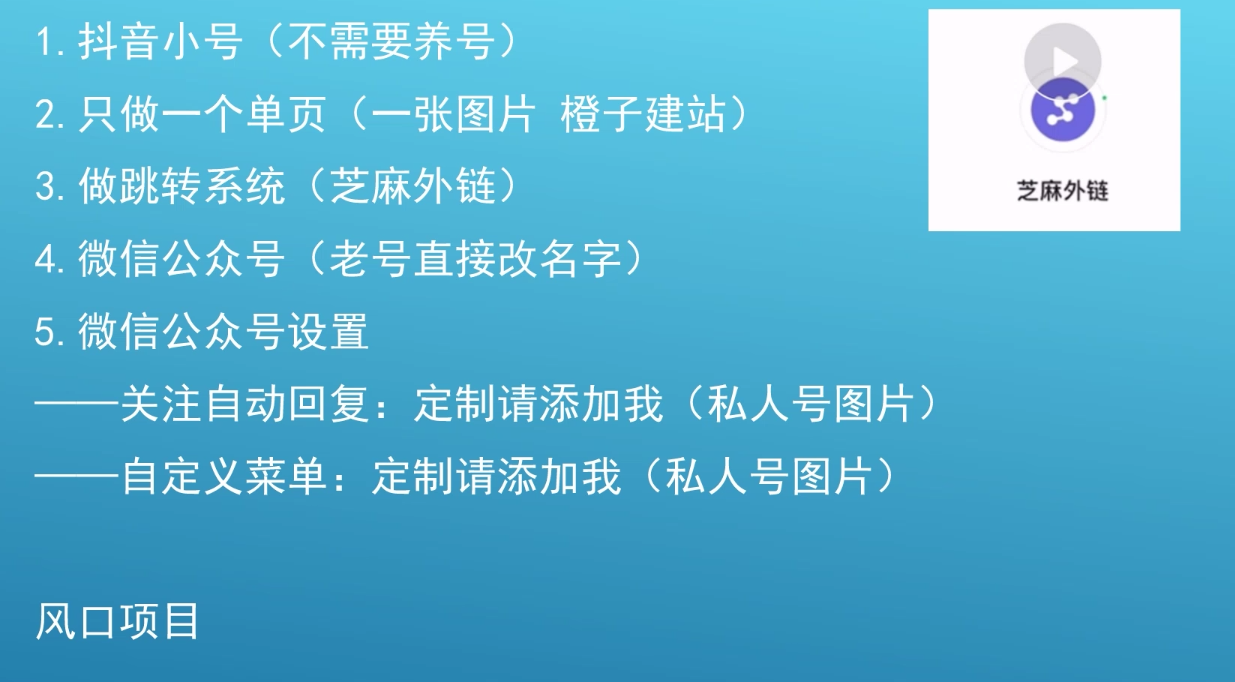 1.抖音小号（不需要养号）
2.只做一个单页（一张图片 橙子建站）
3.做跳转系统（芝麻外链）
芝麻外链
4.微信公众号（老号直接改名字）
5.微信公众号设置
——关注自动回复：定制请添加我（私人号图片）
——自定义菜单：定制请添加我（私人号图片）
风口项目